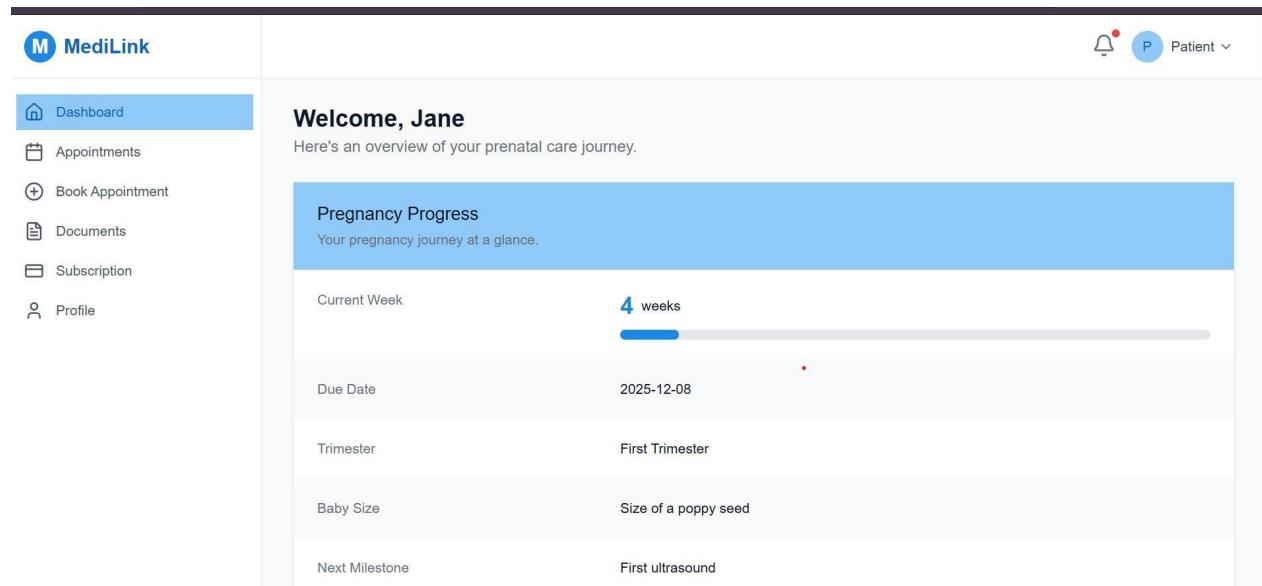 M MediLink
P Patient
Dashboard
Appointments
Book Appointment
Documents
Subscription
Profile
Welcome, Jane
Here's an overview of your prenatal care journey.
Pregnancy Progress
Your pregnancy journey at a glance.
Current Week 4 weeks
Due Date 2025-12-08
Trimester First Trimester
Baby Size Size of a poppy seed
Next Milestone First ultrasound